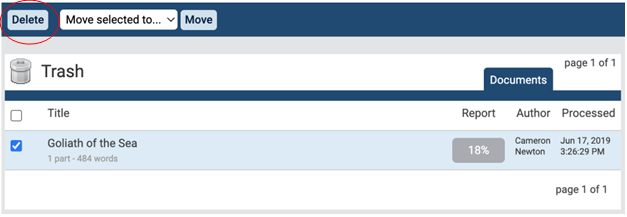 Delete Move selected to... Move
page 1 of 1
Trash
Documents
Title Report Author Processed
Goliath of the Sea 18% Cameron Newton Jun 17, 2019 3:26:29 PM
1 part - 484 words
page 1 of 1